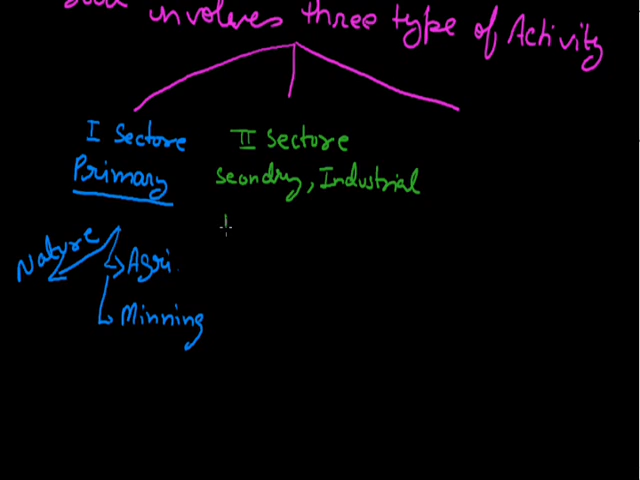 involves three type of Activity
I Sectore
II Sectore
Primary
seondry, Industrial
Nature
Agri.
Minning